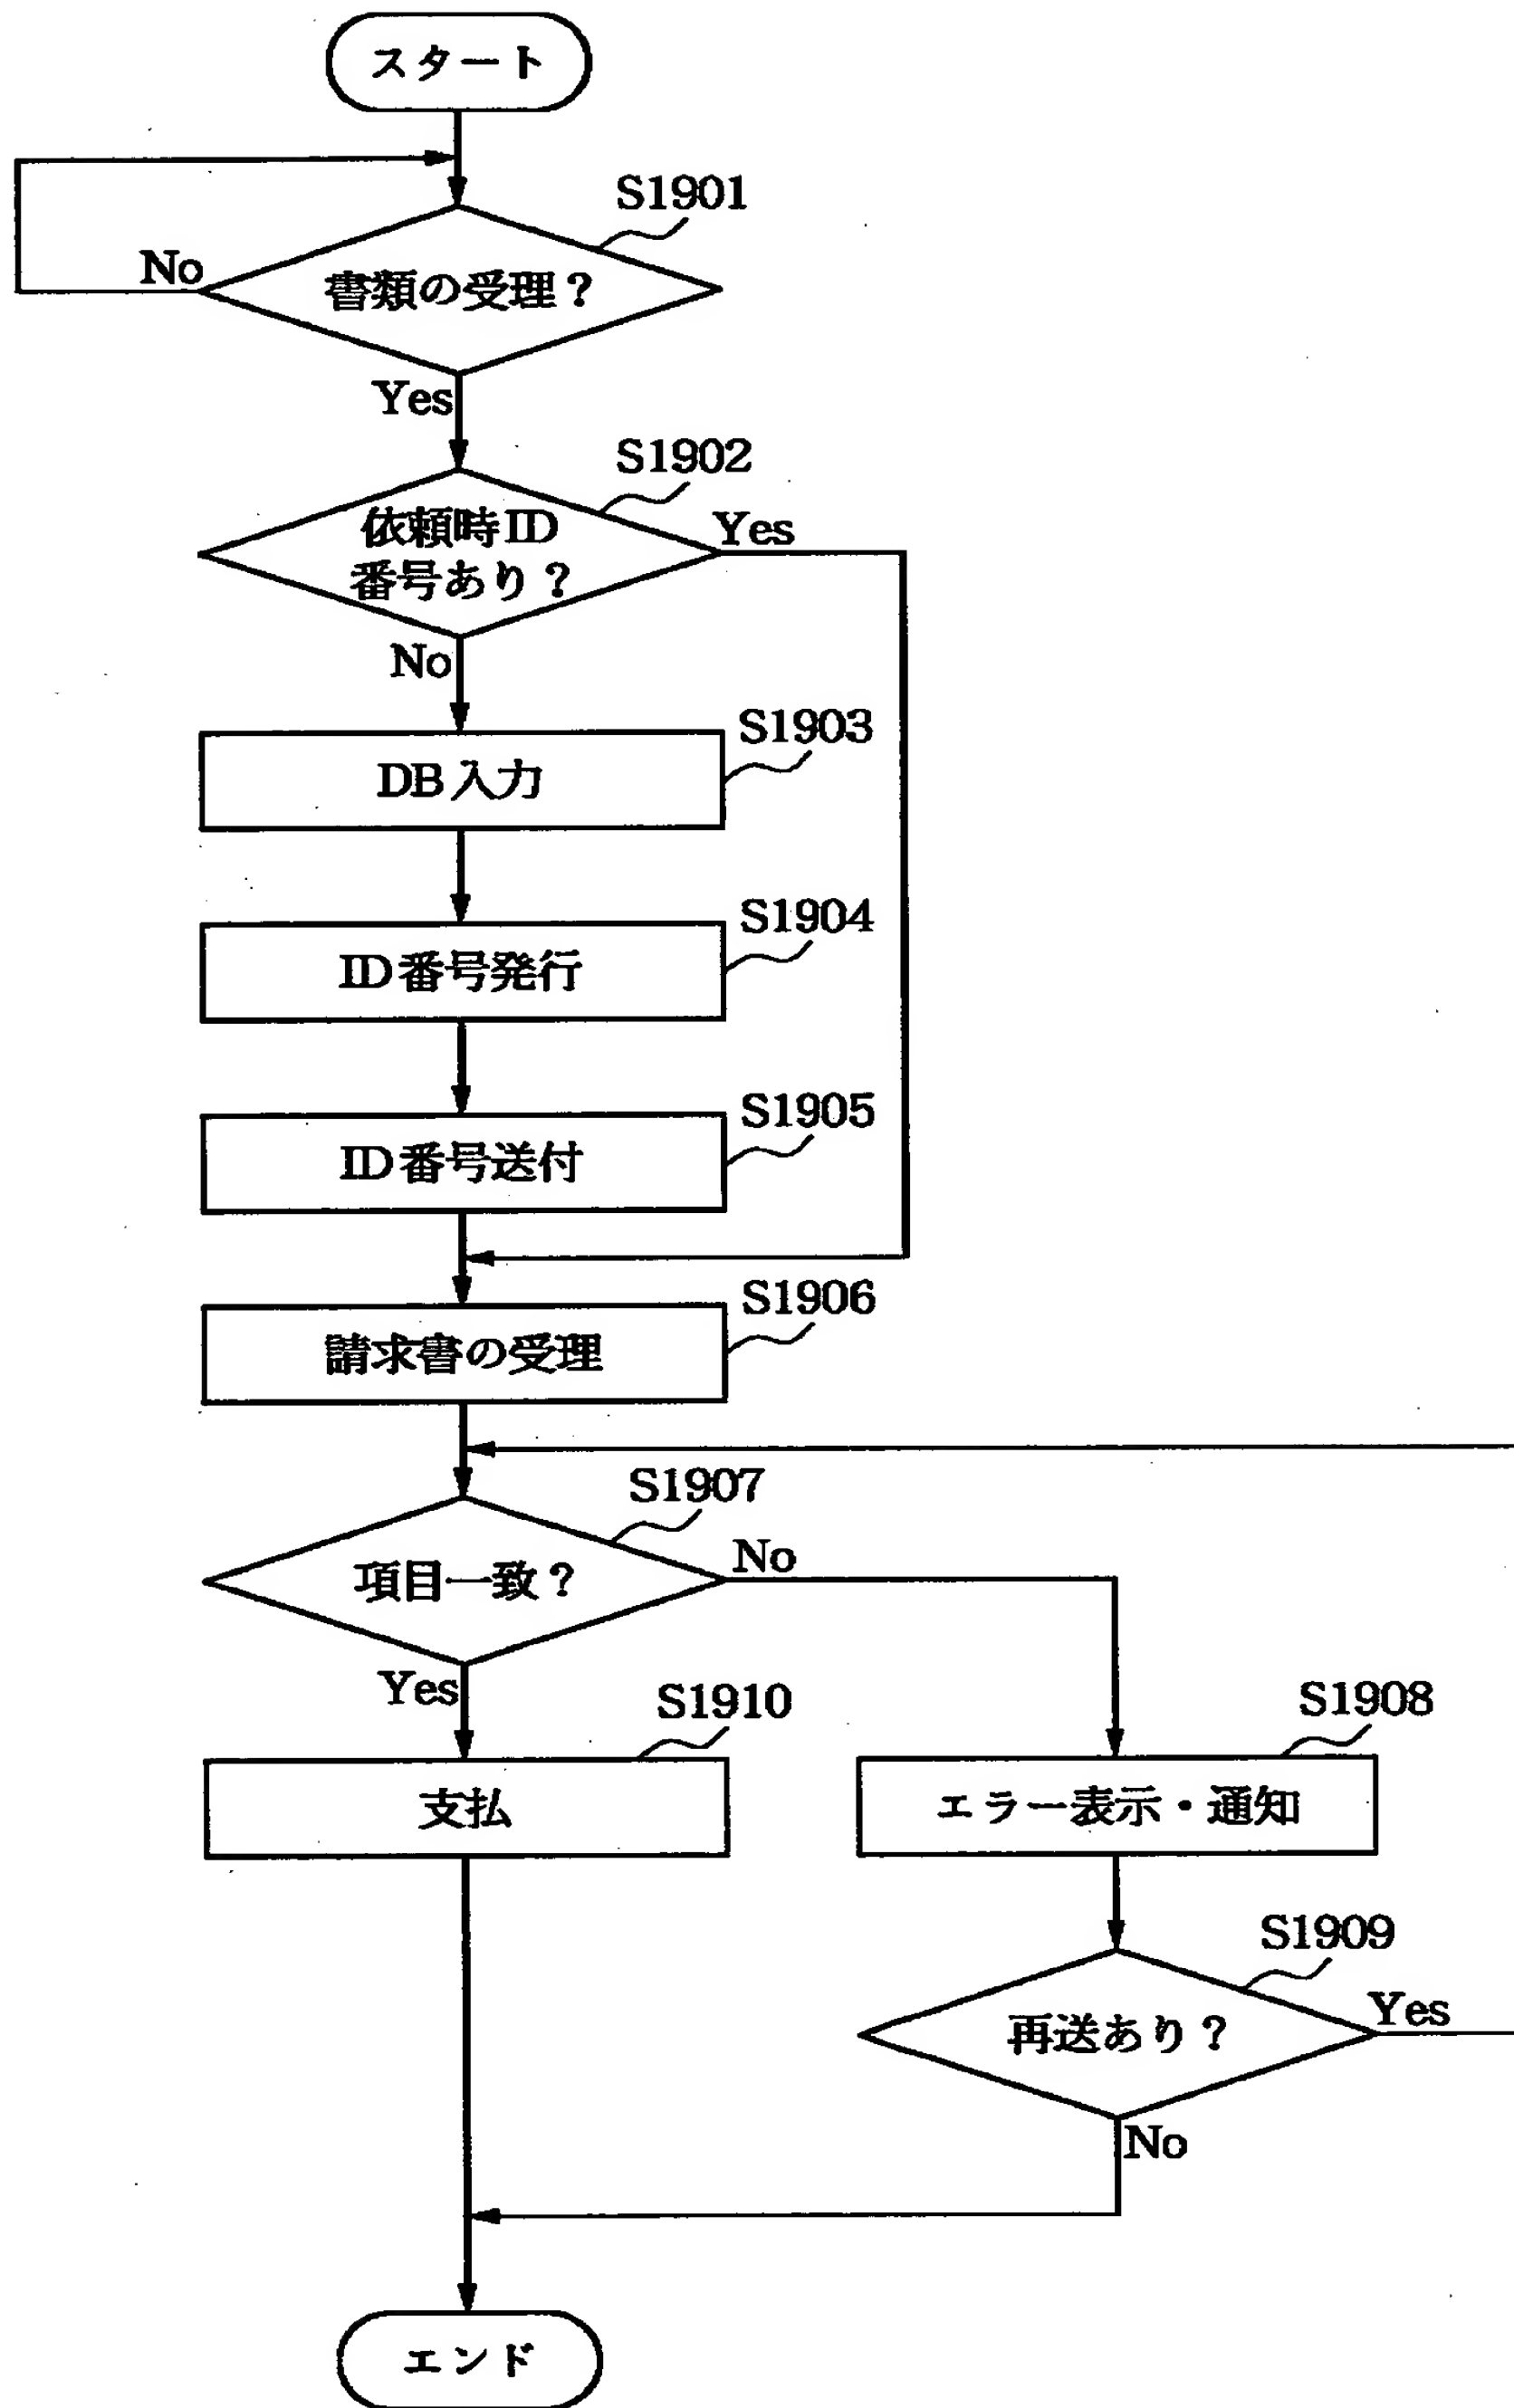 スタート
S1901
No
書類の受理?
Yes
S1902
依頼時ID
番号あり?
Yes
No
S1903
DB入力
S1904
ID番号発行
S1905
ID番号送付
S1906
請求書の受理
S1907
項目一致?
No
Yes
S1910
支払
S1908
エラー表示・通知
S1909
再送あり?
Yes
No
エンド